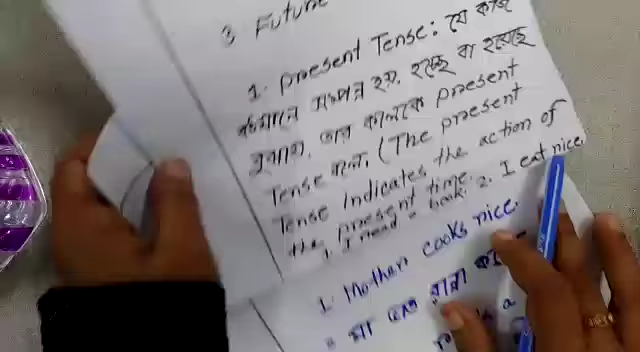 3 Future
1. Present Tense: যে কাজ
বর্তমানে সম্পন্ন হয়, হচ্ছে বা হয়েছে
বুঝায়, তার কালকে present
Tense বলে. (The present
Tense Indicates the action of
the present time.
1. I read a book. 2. I eat rice.
1. Mother cooks rice.
মা ভাত রান্না
a